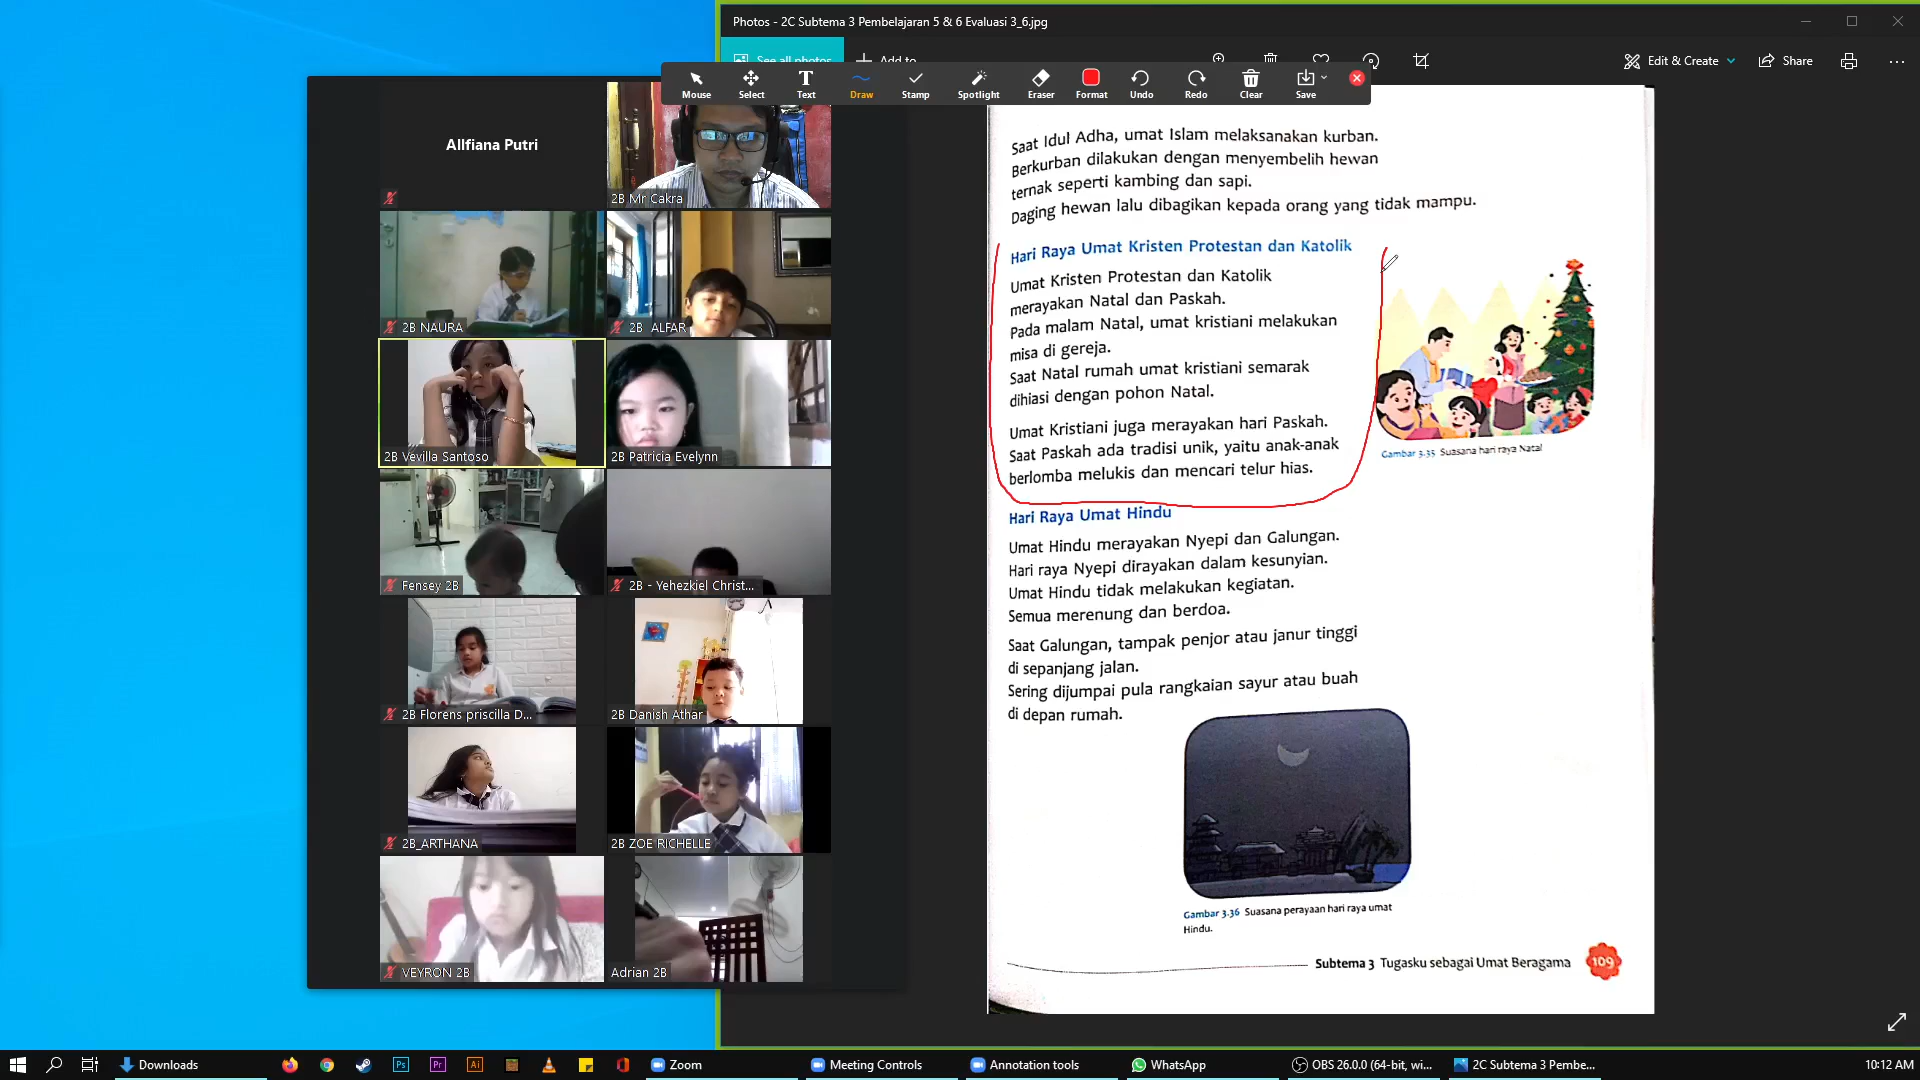 Photos - 2C Subtema 3 Pembelajaran 5 & 6 Evaluasi 3_6.jpg
See all photos
Add to
Edit & Create
Share
Mouse
Select
Text
Draw
Stamp
Spotlight
Eraser
Format
Undo
Redo
Clear
Save
Allfiana Putri
2B Mr Cakra
2B NAURA
2B ALFAR
2B Vevilla Santoso
2B Patricia Evelynn
Fensey 2B
2B - Yehezkiel Christ...
2B Florens priscilla D...
2B Danish Athar
2B_ARTHANA
2B ZOE RICHELLE
VEYRON 2B
Adrian 2B
Saat Idul Adha, umat Islam melaksanakan kurban.
Berkurban dilakukan dengan menyembelih hewan
ternak seperti kambing dan sapi.
Daging hewan lalu dibagikan kepada orang yang tidak mampu.
Hari Raya Umat Kristen Protestan dan Katolik
Umat Kristen Protestan dan Katolik
merayakan Natal dan Paskah.
Pada malam Natal, umat kristiani melakukan
misa di gereja.
Saat Natal rumah umat kristiani semarak
dihiasi dengan pohon Natal.
Umat Kristiani juga merayakan hari Paskah.
Saat Paskah ada tradisi unik, yaitu anak-anak
berlomba melukis dan mencari telur hias.
Gambar 3.35 Suasana hari raya Natal
Hari Raya Umat Hindu
Umat Hindu merayakan Nyepi dan Galungan.
Hari raya Nyepi dirayakan dalam kesunyian.
Umat Hindu tidak melakukan kegiatan.
Semua merenung dan berdoa.
Saat Galungan, tampak penjor atau janur tinggi
di sepanjang jalan.
Sering dijumpai pula rangkaian sayur atau buah
di depan rumah.
Gambar 3.36 Suasana perayaan hari raya umat
Hindu.
Subtema 3 Tugasku sebagai Umat Beragama 109
Downloads
Ps
Pr
Ai
Zoom
Meeting Controls
Annotation tools
WhatsApp
OBS 26.0.0 (64-bit, wi...
2C Subtema 3 Pembe...
10:12 AM